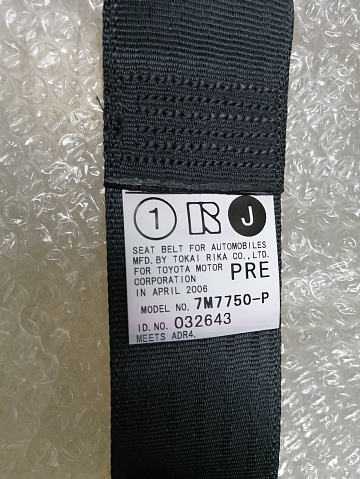 1 R J
SEAT BELT FOR AUTOMOBILES
MFD. BY TOKAI RIKA CO., LTD.
FOR TOYOTA MOTOR PRE
CORPORATION
IN APRIL 2006
MODEL NO. 7M7750-P
ID. NO. 032643
MEETS ADR4.